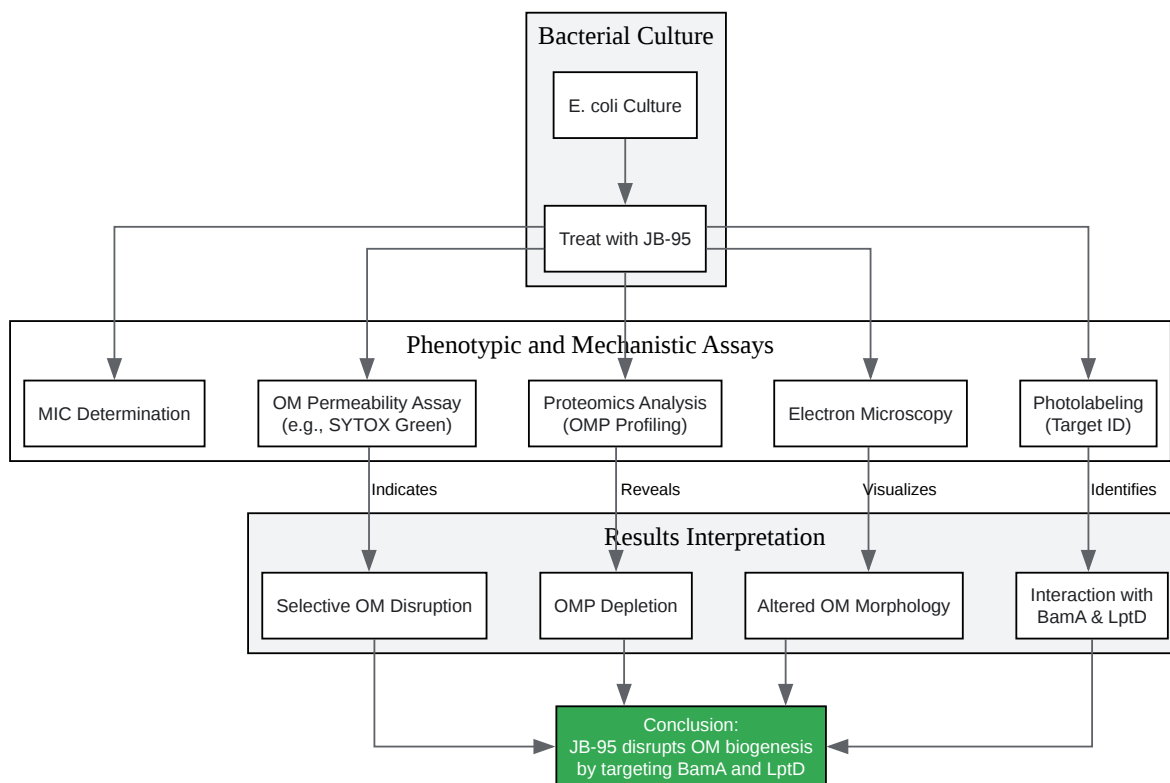 Bacterial Culture
E. coli Culture
Treat with JB-95
Phenotypic and Mechanistic Assays
MIC Determination
OM Permeability Assay
(e.g., SYTOX Green)
Proteomics Analysis
(OMP Profiling)
Electron Microscopy
Photolabeling
(Target ID)
Indicates
Reveals
Visualizes
Identifies
Results Interpretation
Selective OM Disruption
OMP Depletion
Altered OM Morphology
Interaction with
BamA & LptD
Conclusion:
JB-95 disrupts OM biogenesis
by targeting BamA and LptD